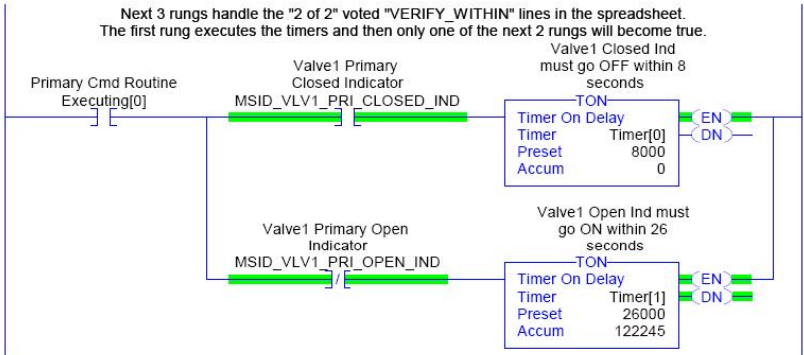 Next 3 rungs handle the "2 of 2" voted "VERIFY_WITHIN" lines in the spreadsheet.
The first rung executes the timers and then only one of the next 2 rungs will become true.
Primary Cmd Routine
Executing[0]
Valve1 Primary
Closed Indicator
MSID_VLV1_PRI_CLOSED_IND
Valve1 Closed Ind
must go OFF within 8
seconds
TON
Timer On Delay
Timer Timer[0]
Preset 8000
Accum 0
EN
DN
Valve1 Primary Open
Indicator
MSID_VLV1_PRI_OPEN_IND
/
Valve1 Open Ind must
go ON within 26
seconds
TON
Timer On Delay
Timer Timer[1]
Preset 26000
Accum 122245
EN
DN